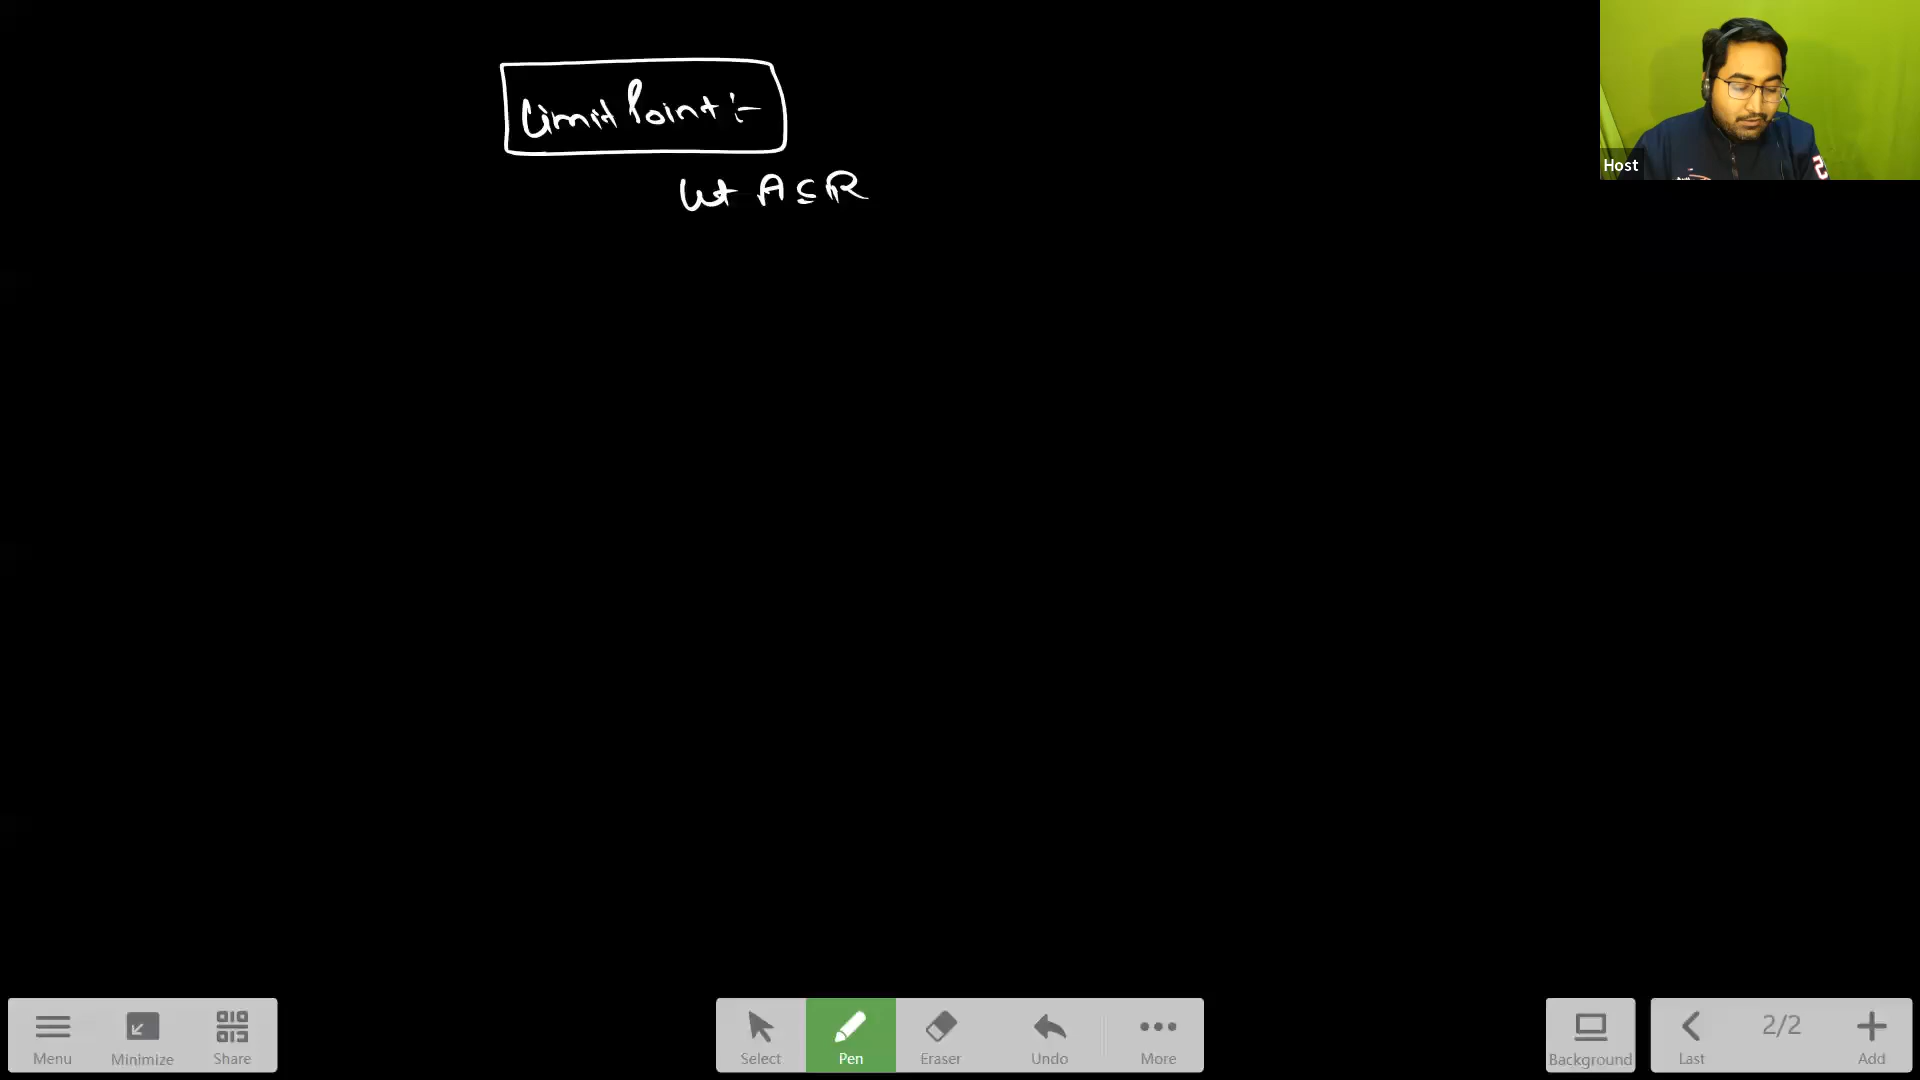 Limit Point :-
Let A ⊆ R
Host
Menu
Minimize
Share
Select
Pen
Eraser
Undo
More
Background
Last
2/2
Add